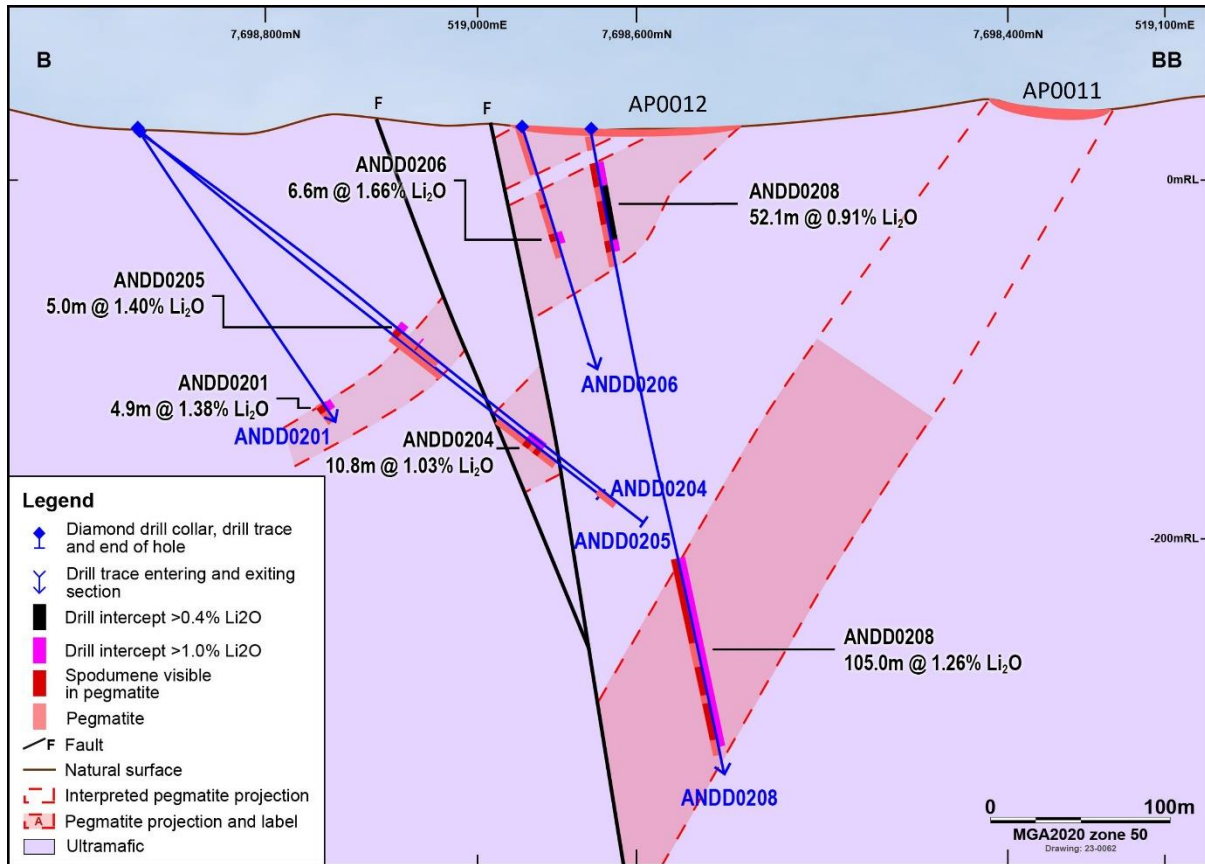 7,698,800mN
519,000mE
7,698,600mN
7,698,400mN
519,100mE
B
BB
F
F
AP0012
AP0011
ANDD0206
6.6m @ 1.66% Li₂O
ANDD0208
52.1m @ 0.91% Li₂O
0mRL
ANDD0205
5.0m @ 1.40% Li₂O
ANDD0201
4.9m @ 1.38% Li₂O
ANDD0201
ANDD0206
ANDD0204
10.8m @ 1.03% Li₂O
ANDD0204
ANDD0205
-200mRL
ANDD0208
105.0m @ 1.26% Li₂O
ANDD0208
Legend
Diamond drill collar, drill trace
and end of hole
Drill trace entering and exiting
section
Drill intercept >0.4% Li2O
Drill intercept >1.0% Li2O
Spodumene visible
in pegmatite
Pegmatite
F Fault
Natural surface
Interpreted pegmatite projection
A Pegmatite projection and label
Ultramafic
0 100m
MGA2020 zone 50
Drawing: 23-0062